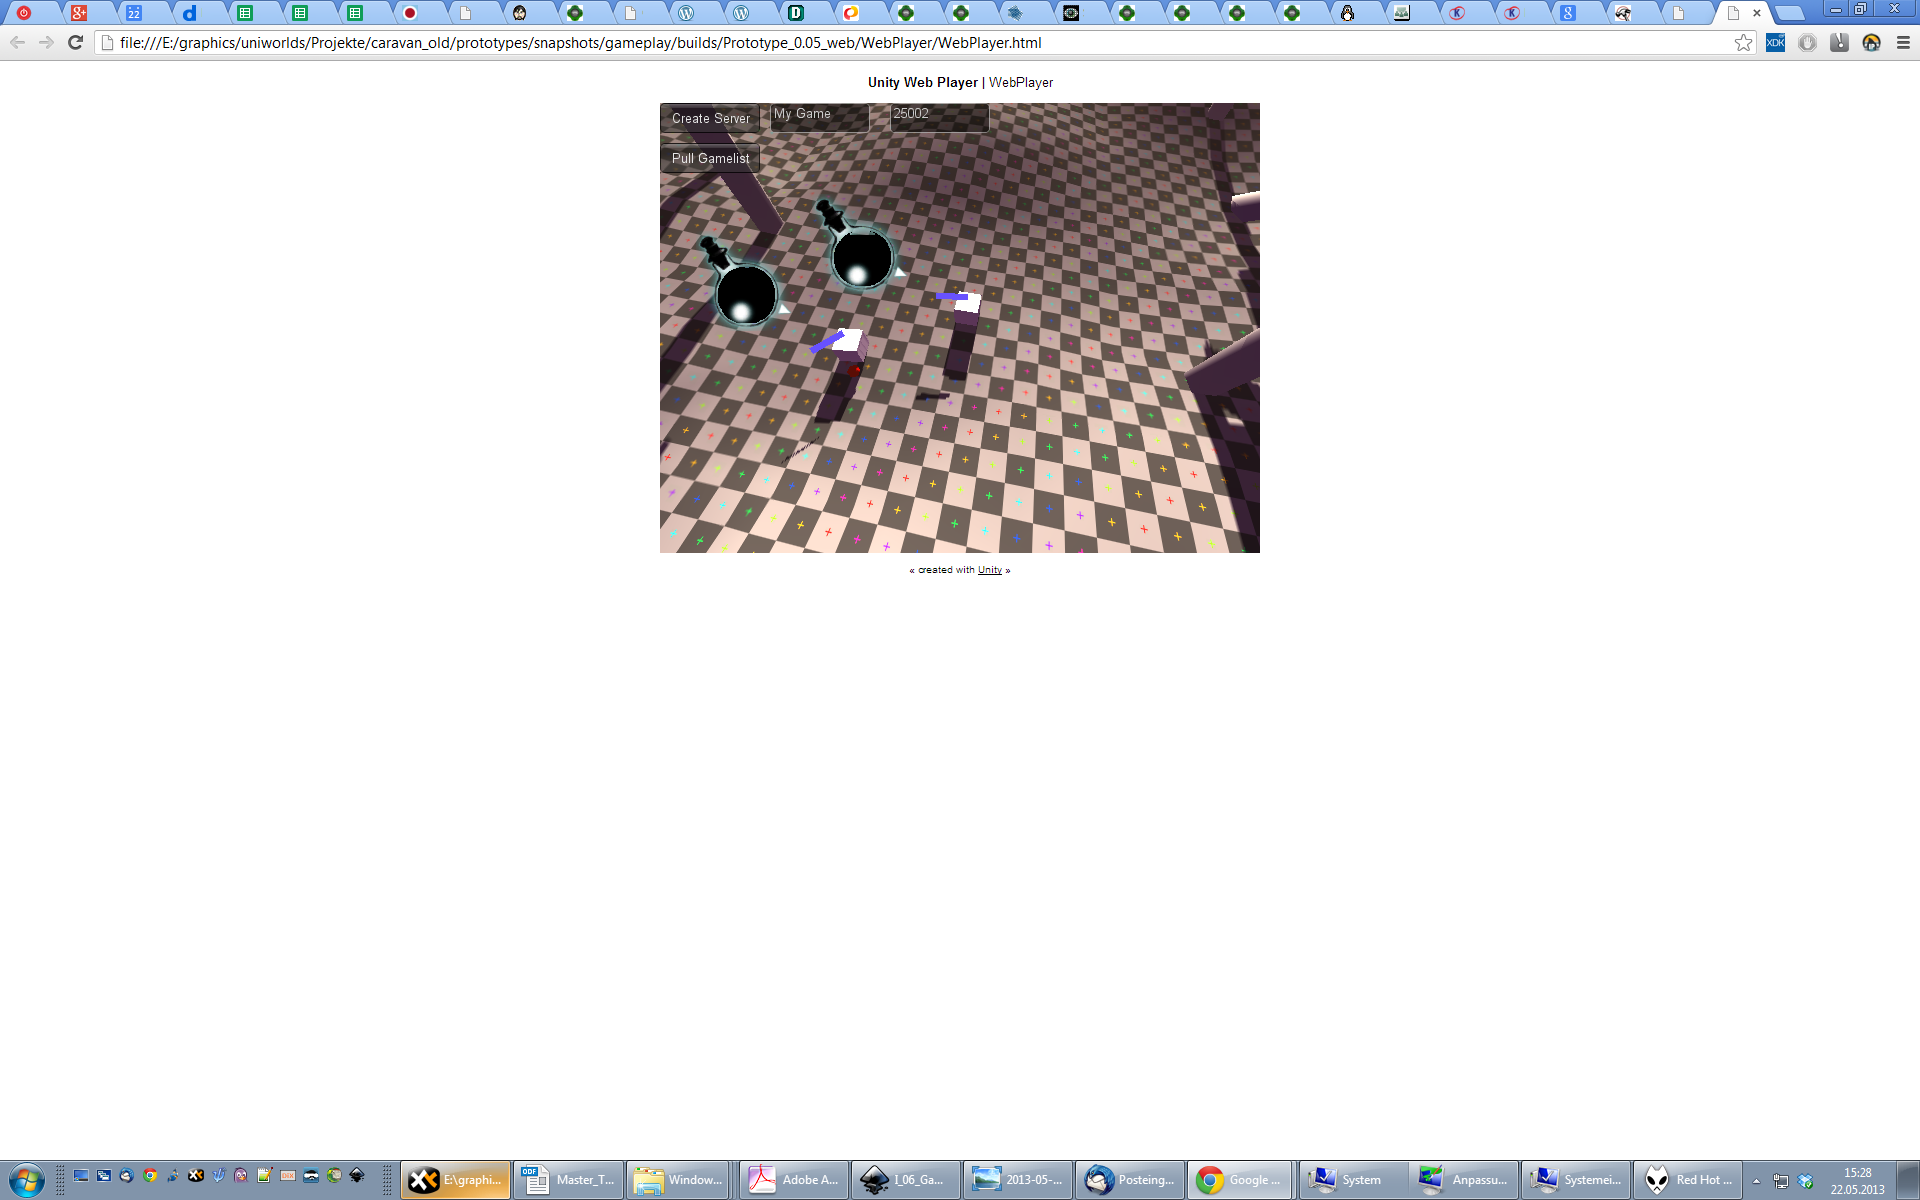 22
file:///E:/graphics/uniworlds/Projekte/caravan_old/prototypes/snapshots/gameplay/builds/Prototype_0.05_web/WebPlayer/WebPlayer.html
XDK
Unity Web Player | WebPlayer
Create Server
My Game
25002
Pull Gamelist
« created with Unity »
E:\graphi...
Master_T...
Window...
Adobe A...
I_06_Ga...
2013-05-...
Posteing...
Google ...
System
Anpassu...
Systemei...
Red Hot ...
15:28
22.05.2013